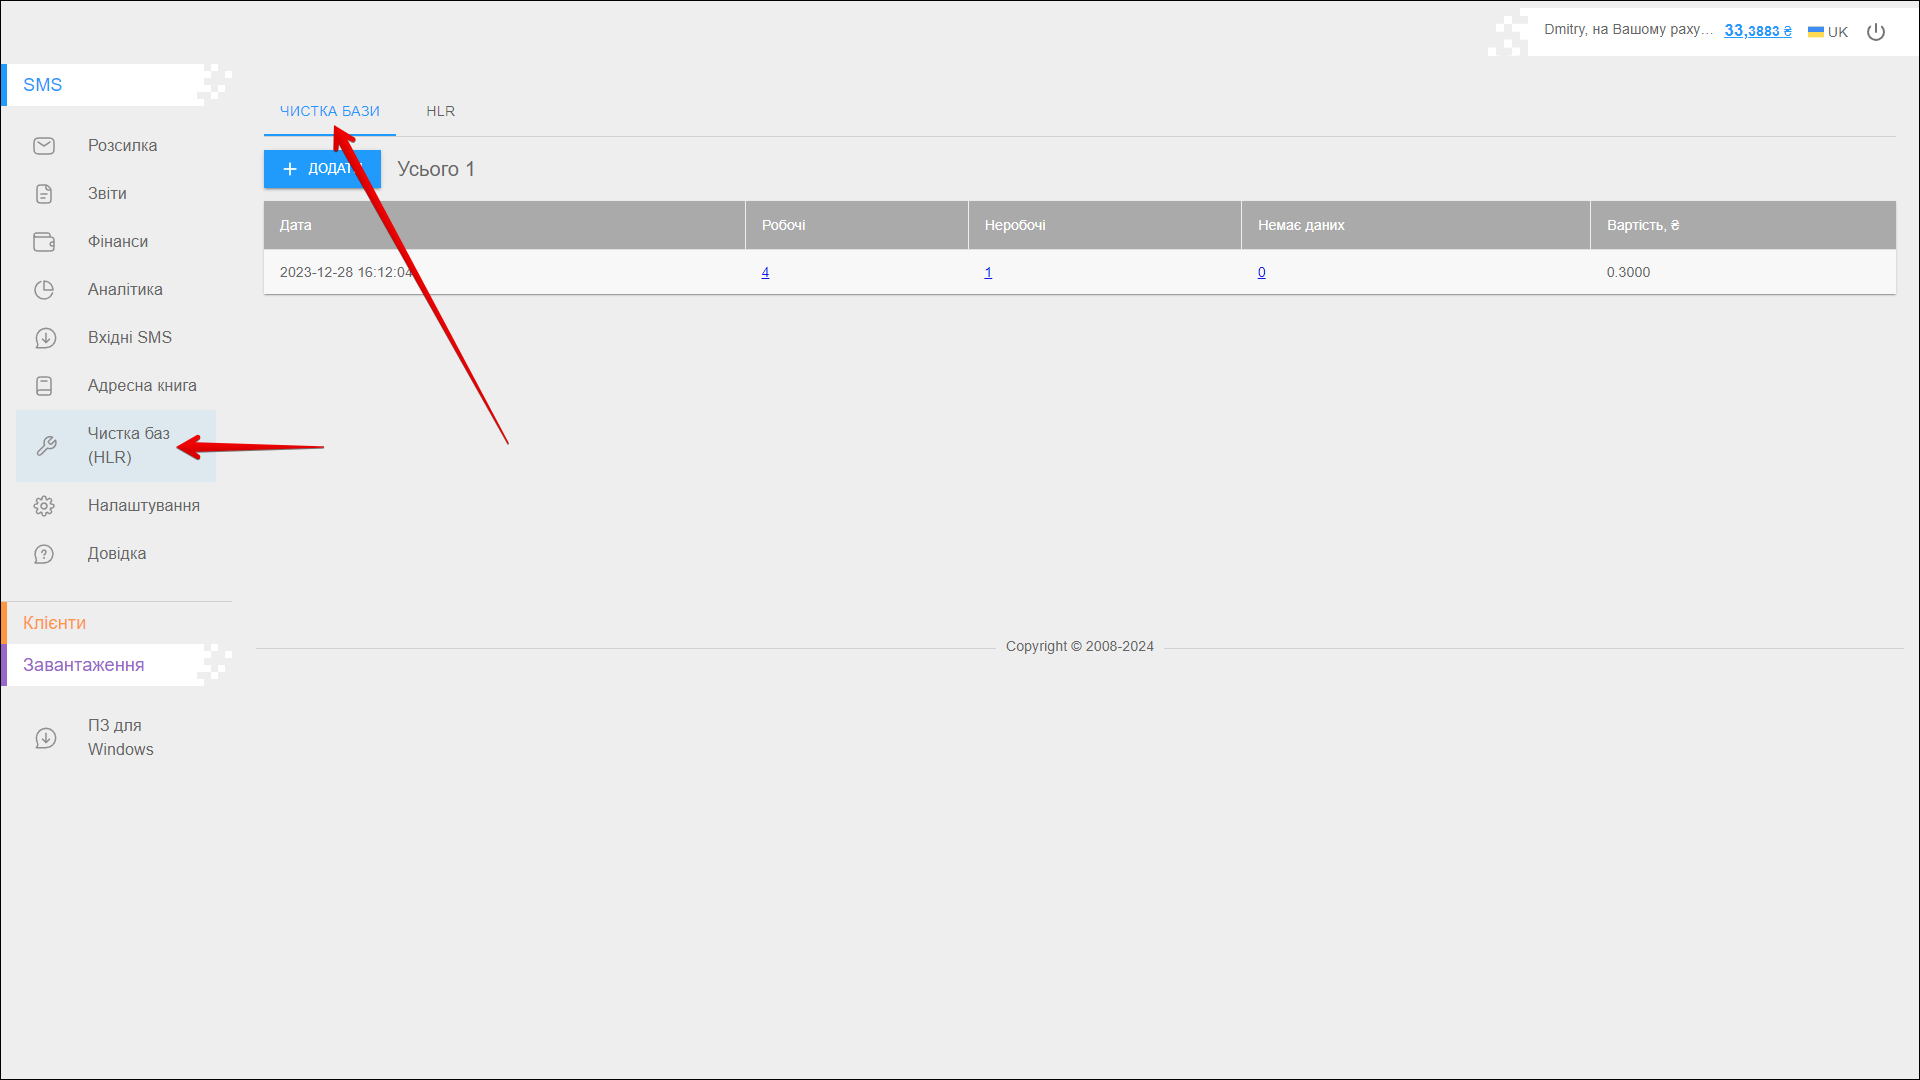 Dmitry, на Вашому раху... 33,3883 ₴ UK
SMS
Розсилка
Звіти
Фінанси
Аналітика
Вхідні SMS
Адресна книга
Чистка баз
(HLR)
Налаштування
Довідка
Клієнти
Завантаження
ПЗ для
Windows
ЧИСТКА БАЗИ HLR
Усього 1
Дата Робочі Неробочі Немає даних Вартість, ₴
2023-12-28 16:12:04 4 1 0 0.3000
Copyright © 2008-2024